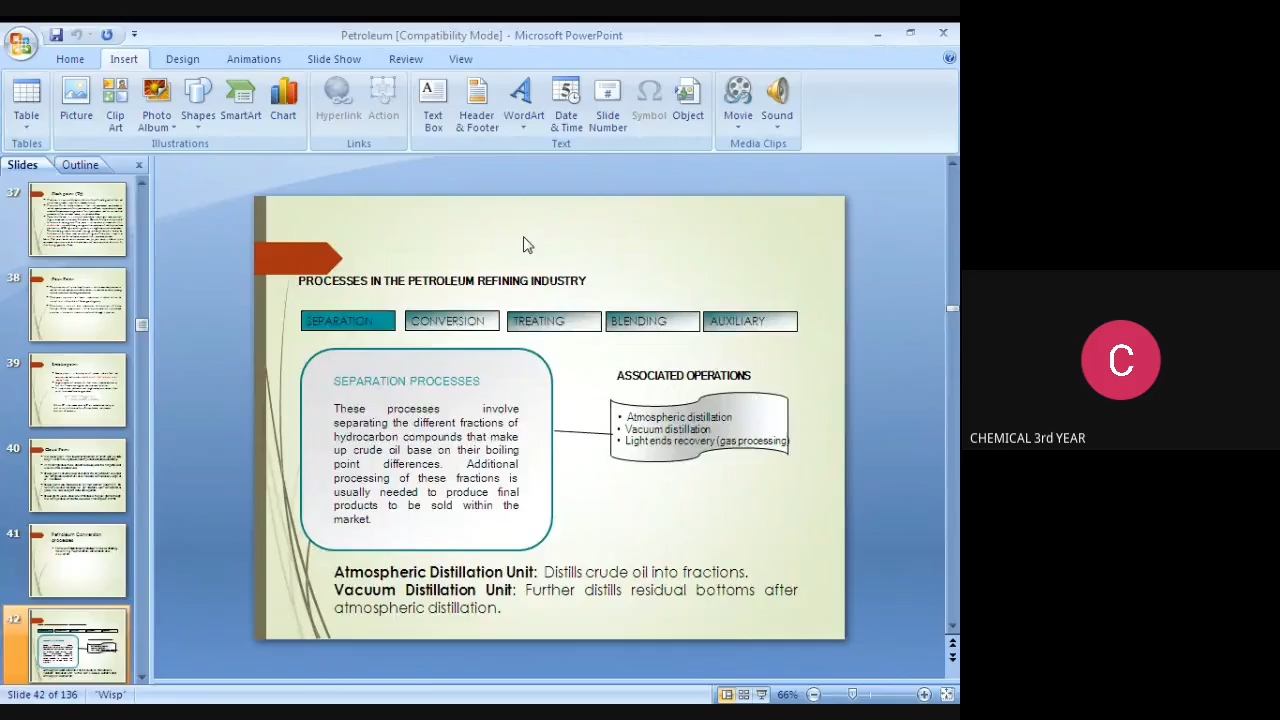 Petroleum [Compatibility Mode] - Microsoft PowerPoint
Home Insert Design Animations Slide Show Review View
Table Picture Clip Art Photo Album Shapes SmartArt Chart Hyperlink Action Text Box Header & Footer WordArt Date & Time Slide Number Symbol Object Movie Sound
Tables Illustrations Links Text Media Clips
Slides Outline
37
38
39
40
41
Petroleum Conversion
processes
42
PROCESSES IN THE PETROLEUM REFINING INDUSTRY
SEPARATION CONVERSION TREATING BLENDING AUXILIARY
SEPARATION PROCESSES
These processes involve
separating the different fractions of
hydrocarbon compounds that make
up crude oil base on their boiling
point differences. Additional
processing of these fractions is
usually needed to produce final
products to be sold within the
market.
ASSOCIATED OPERATIONS
• Atmospheric distillation
• Vacuum distillation
• Light ends recovery (gas processing)
Atmospheric Distillation Unit: Distills crude oil into fractions.
Vacuum Distillation Unit: Further distills residual bottoms after
atmospheric distillation.
Slide 42 of 136 "Wisp" 66%
C
CHEMICAL 3rd YEAR